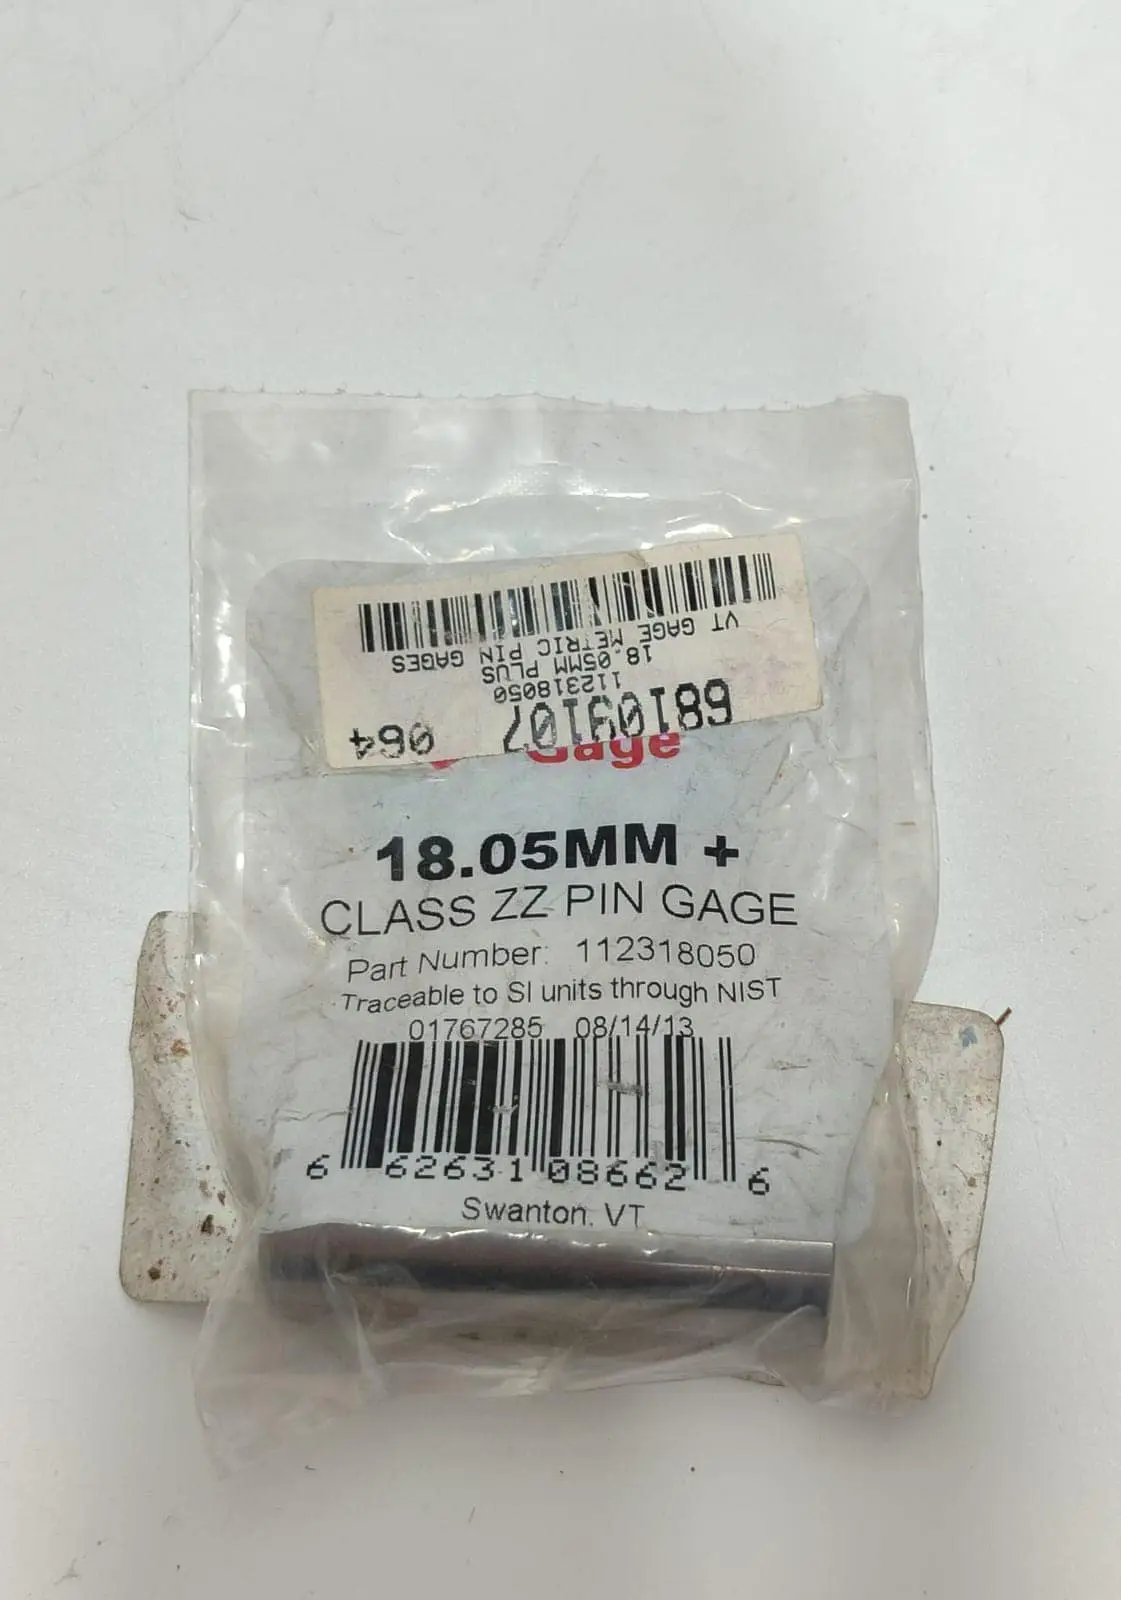 VT GAGE METRIC PIN GAGES
18.05MM PLUS
112318050
68109107 064
Gage
18.05MM +
CLASS ZZ PIN GAGE
Part Number: 112318050
Traceable to SI units through NIST
01767285 08/14/13
6 62631 08662 6
Swanton, VT